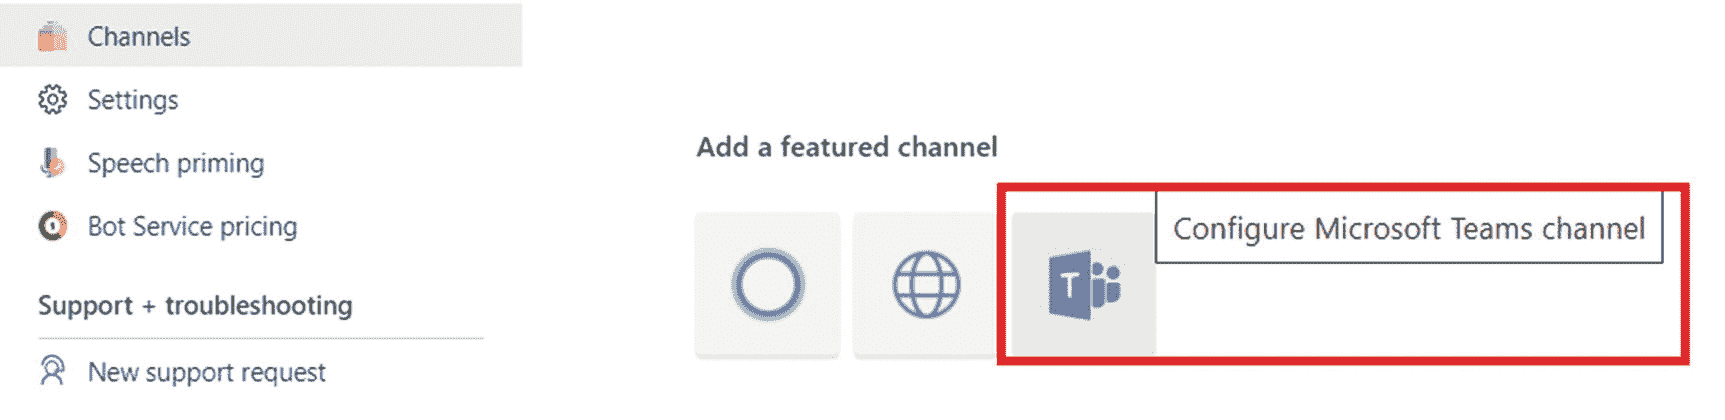 Channels
Settings
Speech priming
Bot Service pricing
Support + troubleshooting
New support request
Add a featured channel
T
Configure Microsoft Teams channel